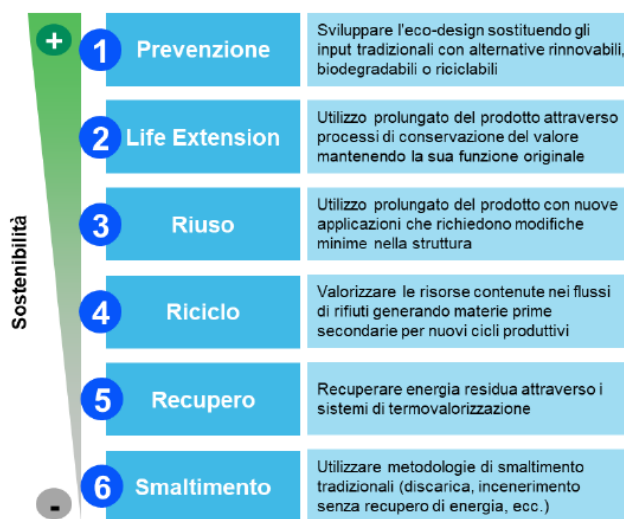 +
Sostenibilità
-
1
Prevenzione
Sviluppare l'eco-design sostituendo gli
input tradizionali con alternative rinnovabili,
biodegradabili o riciclabili
2
Life Extension
Utilizzo prolungato del prodotto attraverso
processi di conservazione del valore
mantenendo la sua funzione originale
3
Riuso
Utilizzo prolungato del prodotto con nuove
applicazioni che richiedono modifiche
minime nella struttura
4
Riciclo
Valorizzare le risorse contenute nei flussi
di rifiuti generando materie prime
secondarie per nuovi cicli produttivi
5
Recupero
Recuperare energia residua attraverso i
sistemi di termovalorizzazione
6
Smaltimento
Utilizzare metodologie di smaltimento
tradizionali (discarica, incenerimento
senza recupero di energia, ecc.)